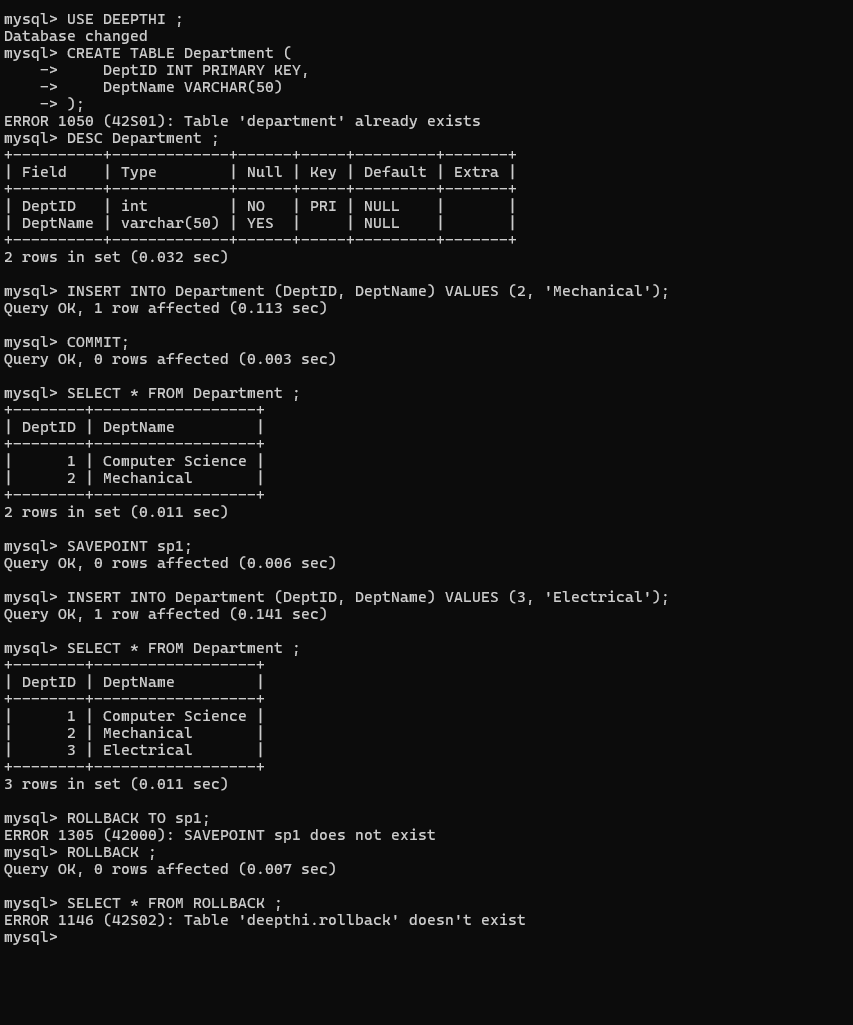 mysql> USE DEEPTHI ;
Database changed
mysql> CREATE TABLE Department (
    ->     DeptID INT PRIMARY KEY,
    ->     DeptName VARCHAR(50)
    -> );
ERROR 1050 (42S01): Table 'department' already exists
mysql> DESC Department ;
+----------+-------------+------+-----+---------+-------+
| Field    | Type        | Null | Key | Default | Extra |
+----------+-------------+------+-----+---------+-------+
| DeptID   | int         | NO   | PRI | NULL    |       |
| DeptName | varchar(50) | YES  |     | NULL    |       |
+----------+-------------+------+-----+---------+-------+
2 rows in set (0.032 sec)

mysql> INSERT INTO Department (DeptID, DeptName) VALUES (2, 'Mechanical');
Query OK, 1 row affected (0.113 sec)

mysql> COMMIT;
Query OK, 0 rows affected (0.003 sec)

mysql> SELECT * FROM Department ;
+--------+------------------+
| DeptID | DeptName         |
+--------+------------------+
|      1 | Computer Science |
|      2 | Mechanical       |
+--------+------------------+
2 rows in set (0.011 sec)

mysql> SAVEPOINT sp1;
Query OK, 0 rows affected (0.006 sec)

mysql> INSERT INTO Department (DeptID, DeptName) VALUES (3, 'Electrical');
Query OK, 1 row affected (0.141 sec)

mysql> SELECT * FROM Department ;
+--------+------------------+
| DeptID | DeptName         |
+--------+------------------+
|      1 | Computer Science |
|      2 | Mechanical       |
|      3 | Electrical       |
+--------+------------------+
3 rows in set (0.011 sec)

mysql> ROLLBACK TO sp1;
ERROR 1305 (42000): SAVEPOINT sp1 does not exist
mysql> ROLLBACK ;
Query OK, 0 rows affected (0.007 sec)

mysql> SELECT * FROM ROLLBACK ;
ERROR 1146 (42S02): Table 'deepthi.rollback' doesn't exist
mysql>